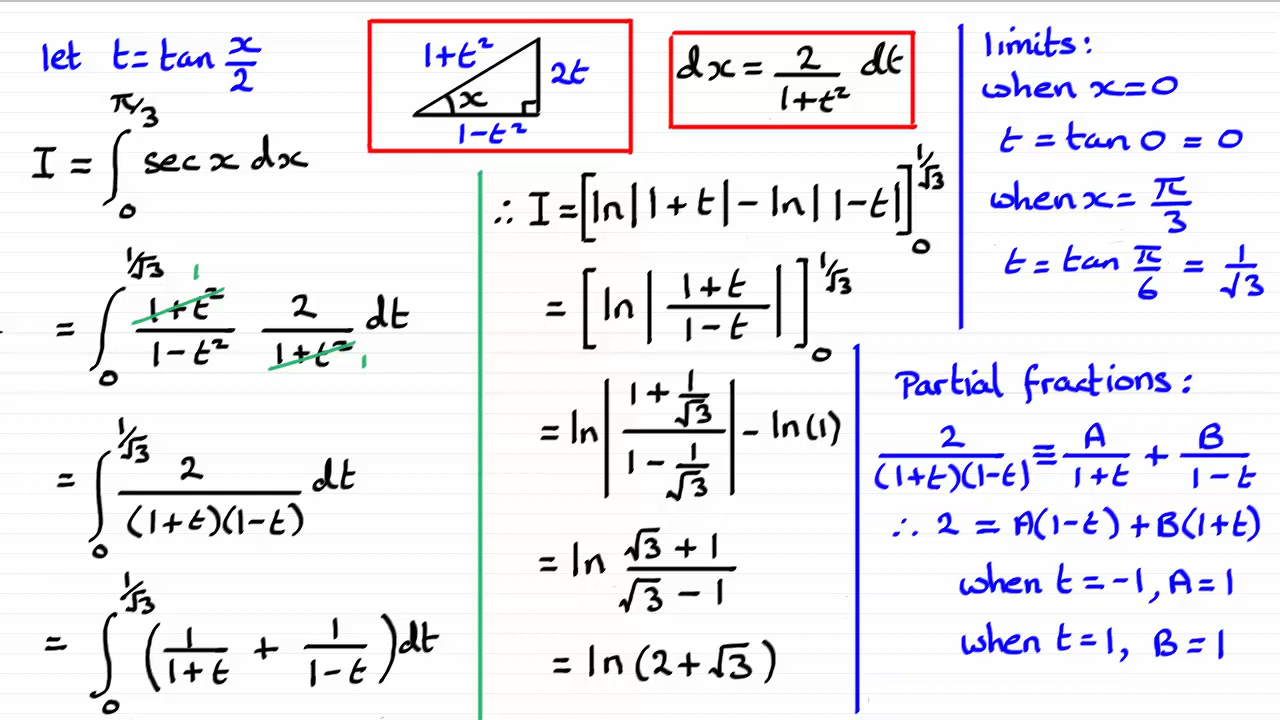 let t = tan x/2
1+t²
2t
x
1-t²
dx = 2/(1+t²) dt
I = ∫₀^(π/3) sec x dx
= ∫₀^(1/√3) (1+t²)/(1-t²) 2/(1+t²) dt
1
1
= ∫₀^(1/√3) 2/((1+t)(1-t)) dt
= ∫₀^(1/√3) (1/(1+t) + 1/(1-t)) dt
∴ I = [ln|1+t| - ln|1-t|]₀^(1/√3)
= [ln|(1+t)/(1-t)|]₀^(1/√3)
= ln|(1 + 1/√3)/(1 - 1/√3)| - ln(1)
= ln (√3 + 1)/(√3 - 1)
= ln(2+√3)
limits:
when x=0
t = tan 0 = 0
when x = π/3
t = tan π/6 = 1/√3
Partial fractions:
2/((1+t)(1-t)) ≡ A/(1+t) + B/(1-t)
∴ 2 = A(1-t) + B(1+t)
when t = -1, A = 1
when t = 1, B = 1